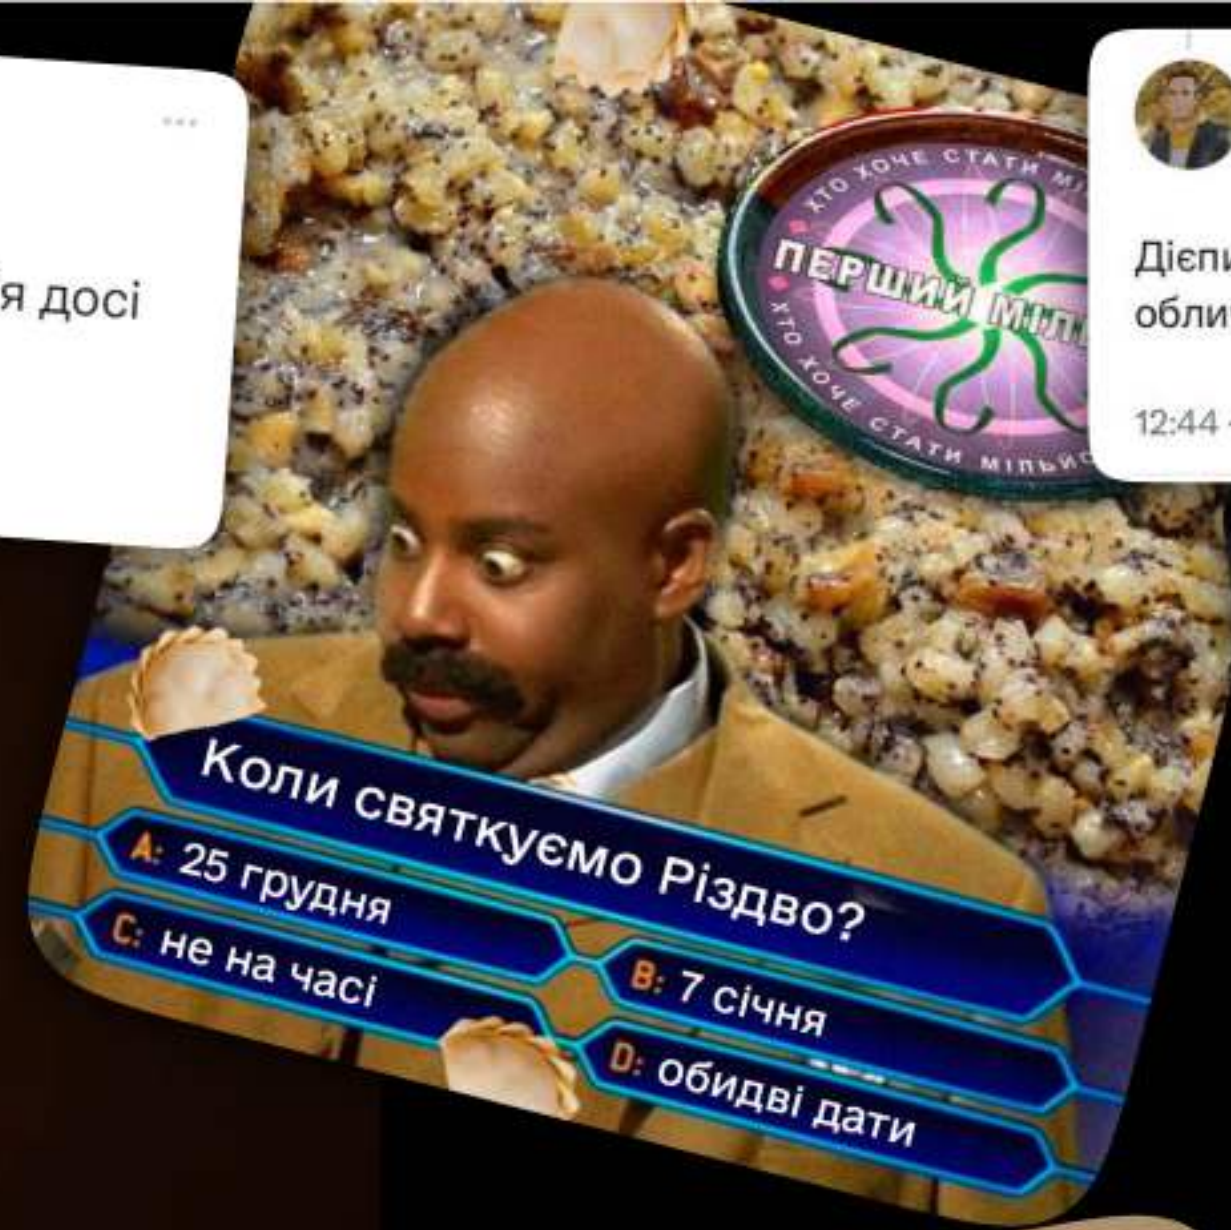 я досі
ХТО ХОЧЕ СТАТИ
ПЕРШИЙ
ХТО ХОЧЕ СТАТИ
Дієпи
обли
12:44
Коли святкуємо Різдво?
A: 25 грудня
B: 7 січня
C: не на часі
D: обидві дати